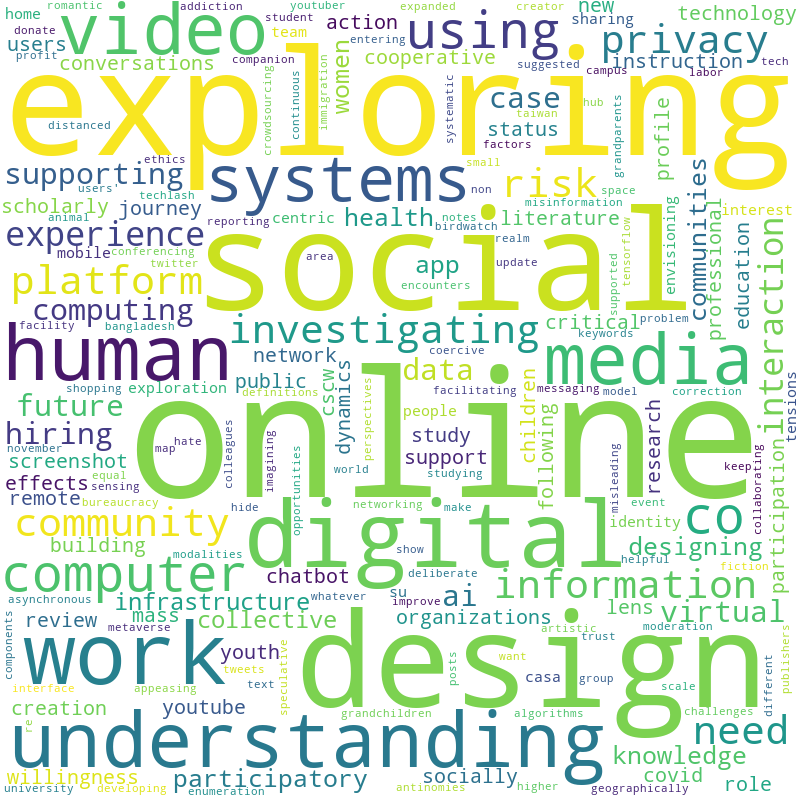 home
romantic
addiction
youtuber
expanded
creator
new
sharing
technology
donate
student
video
action
using
users
team
entering
privacy
profit
conversations
companion
cooperative
suggested
instruction
tech
women
campus
labor
exploring
crowdsourcing
continuous
immigration
systematic
case
hub
distanced
status
taiwan
factors
grandparents
profile
ethics
small
supporting
users'
techlash
systems
risk
non
space
communities
scholarly
animal
journey
reporting
centric
health
notes
birdwatch
literature
misinformation
interest
experience
mobile
conferencing
twitter
social
area
realm
update
app
encounters
supported
tensorflow
envisioning
professional
education
interaction
platform
computing
critical
problem
facility
bangladesh
investigating
keywords
human
network
coercive
media
tensions
shopping
exploration
definitions
public
dynamics
cscw
data
facilitating
messaging
model
correction
future
perspectives
people
children
following
online
hiring
november
map
hate
colleagues
imagining
study
support
research
keep
collaborating
screenshot
equal
sensing
opportunities
world
studying
misleading
participation
effects
remote
bureaucracy
hide
networking
make
event
community
digital
identity
co
building
modalities
show
helpful
designing
computer
chatbot
deliberate
fiction
asynchronous
infrastructure
whatever
su
improve
ai
information
virtual
mass
collective
organizations
lens
review
metaverse
artistic
trust
moderation
components
work
youth
design
interface
tweets
appeasing
text
speculative
posts
want
casa
group
scale
different
publishers
creation
re
youtube
grandchildren
algorithms
challenges
understanding
need
knowledge
willingness
participatory
socially
covid
role
university
developing
enumeration
antinomies
higher
geographically